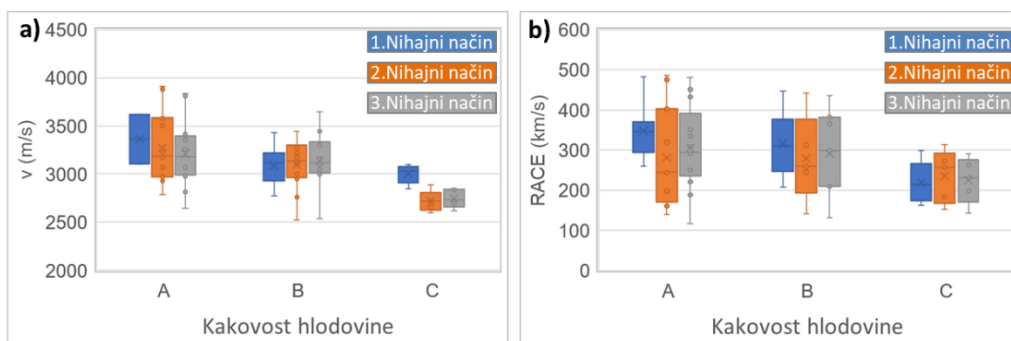 a)
v (m/s)
4500
4000
3500
3000
2500
2000
1.Nihajni način
2.Nihajni način
3.Nihajni način
A B C
Kakovost hlodovine
b)
RACE (km/s)
600
500
400
300
200
100
0
1.Nihajni način
2.Nihajni način
3.Nihajni način
A B C
Kakovost hlodovine